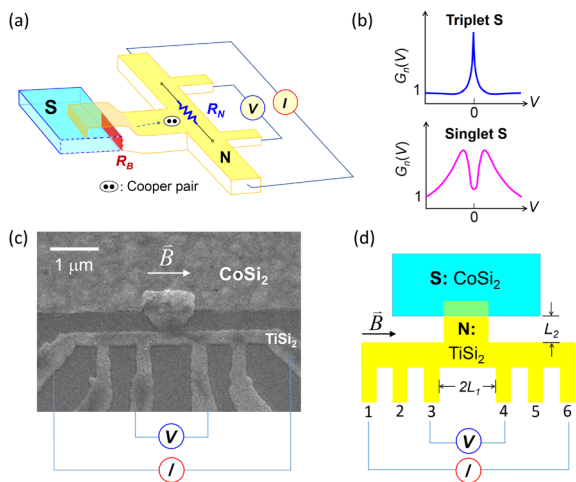 (a)
S
R_B
R_N
N
V
I
: Cooper pair
(b)
Triplet S
G_n(V)
1
0
V
Singlet S
G_n(V)
1
0
V
(c)
1 μm
B
CoSi₂
TiSi₂
V
I
(d)
S: CoSi₂
B
N:
TiSi₂
L₂
2L₁
1 2 3 4 5 6
V
I